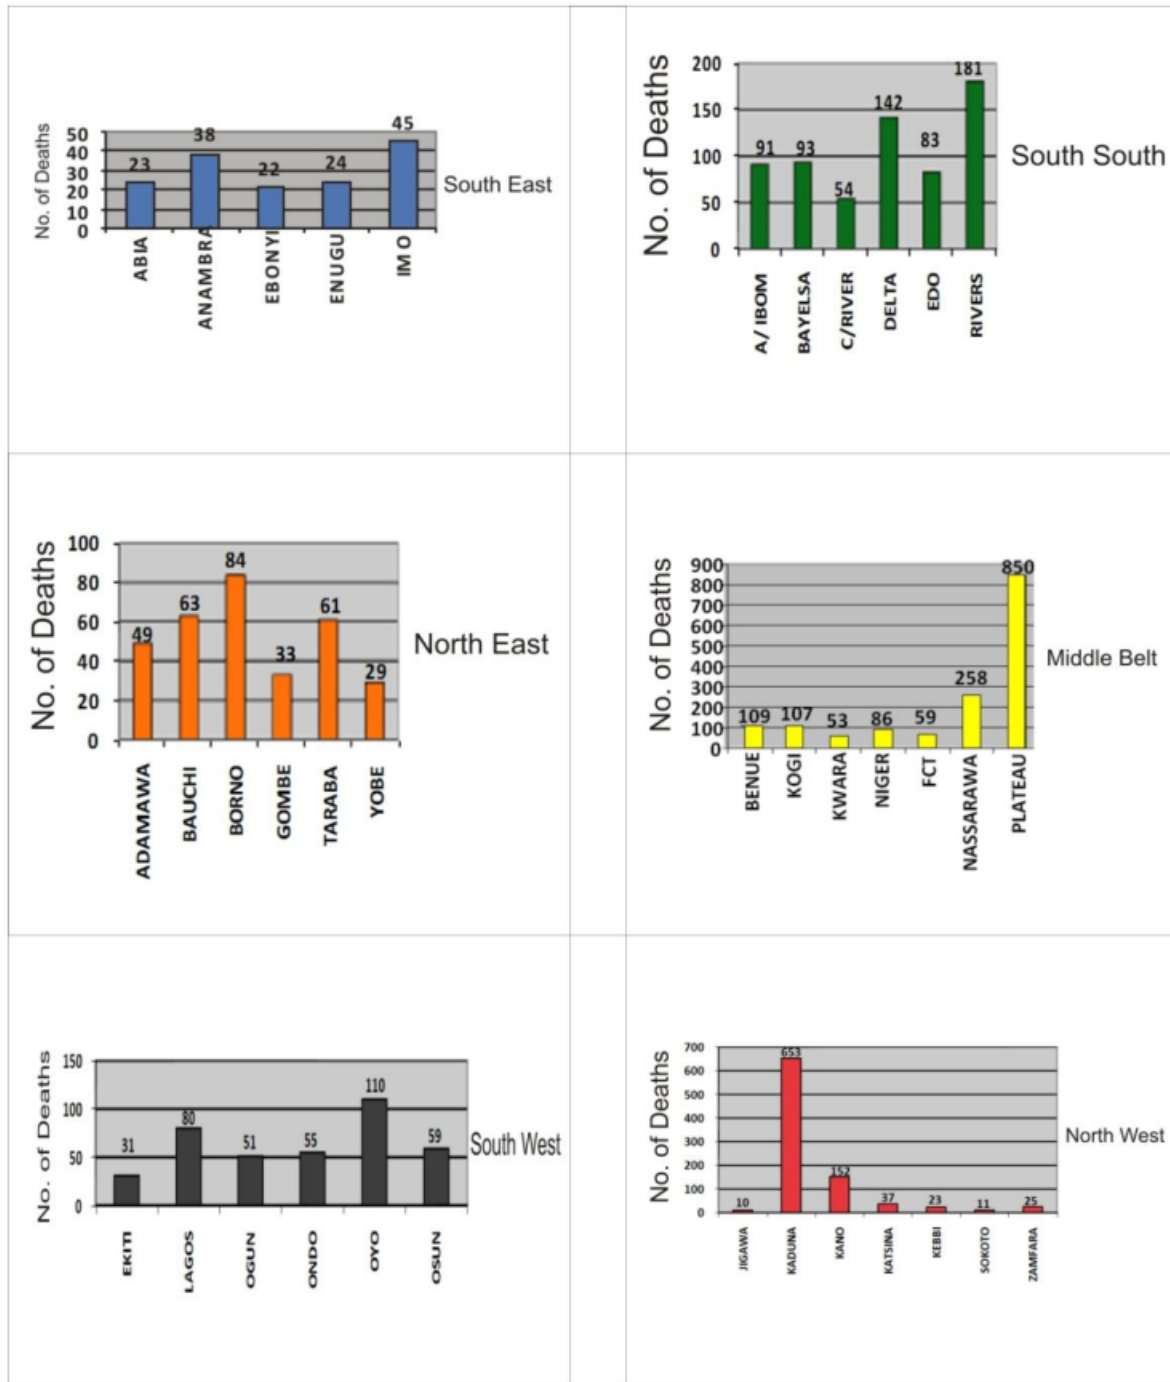 No. of Deaths
50
40
30
20
10
0
23
38
22
24
45
ABIA
ANAMBRA
EBONYI
ENUGU
IMO
South East
No. of Deaths
200
150
100
50
0
91
93
54
142
83
181
A/ IBOM
BAYELSA
C/RIVER
DELTA
EDO
RIVERS
South South
No. of Deaths
100
80
60
40
20
0
49
63
84
33
61
29
ADAMAWA
BAUCHI
BORNO
GOMBE
TARABA
YOBE
North East
No. of Deaths
900
800
700
600
500
400
300
200
100
0
109
107
53
86
59
258
850
BENUE
KOGI
KWARA
NIGER
FCT
NASSARAWA
PLATEAU
Middle Belt
No. of Deaths
150
100
50
0
31
80
51
55
110
59
EKITI
LAGOS
OGUN
ONDO
OYO
OSUN
South West
No. of Deaths
700
600
500
400
300
200
100
0
10
653
152
37
23
11
25
JIGAWA
KADUNA
KANO
KATSINA
KEBBI
SOKOTO
ZAMFARA
North West